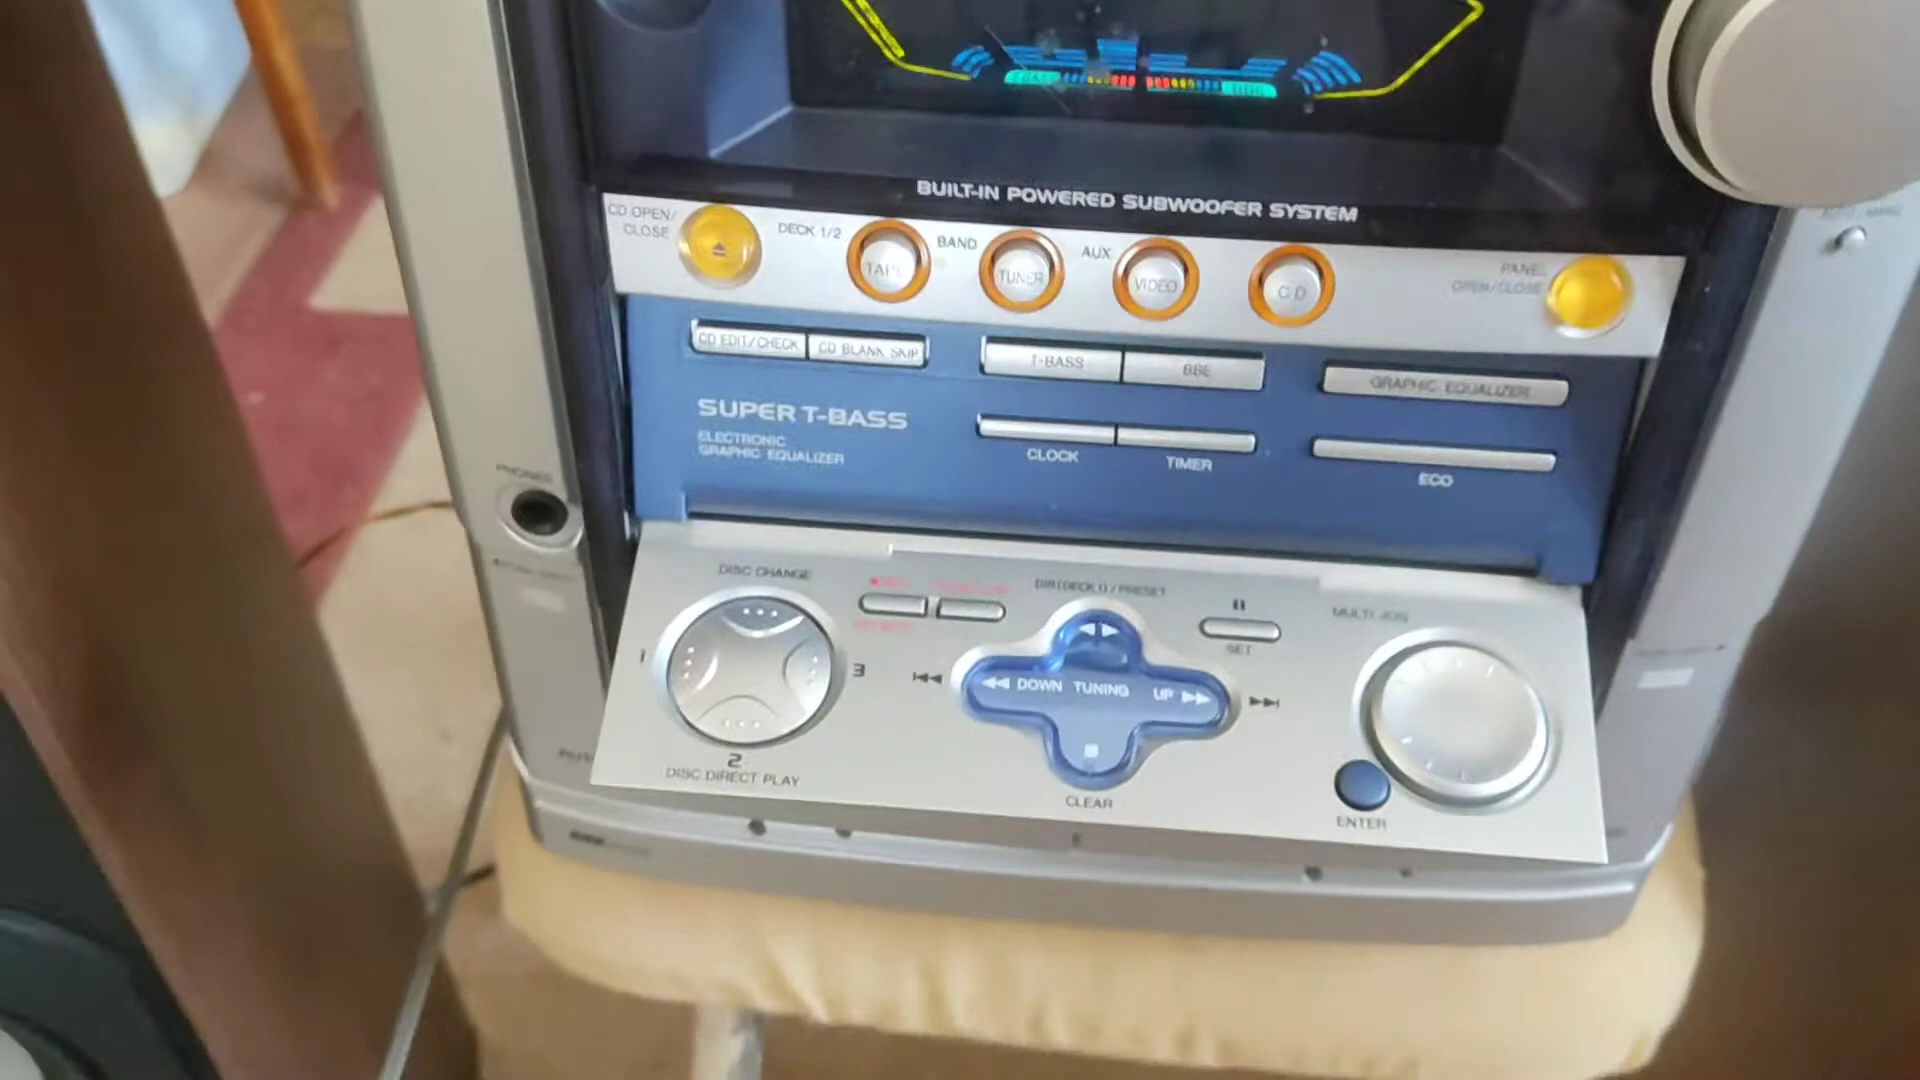 BUILT-IN POWERED SUBWOOFER SYSTEM
CD OPEN/
CLOSE
DECK 1/2
TAPE
BAND
TUNER
AUX
VIDEO
CD
PANEL
OPEN/CLOSE
CD EDIT/CHECK
CD BLANK SKIP
T-BASS
BBE
GRAPHIC EQUALIZER
SUPER T-BASS
ELECTRONIC
GRAPHIC EQUALIZER
CLOCK
TIMER
ECO
PHONES
DISC CHANGE
1
3
2
DISC DIRECT PLAY
/PRESET
DOWN TUNING UP
CLEAR
SET
MULTI JOG
ENTER